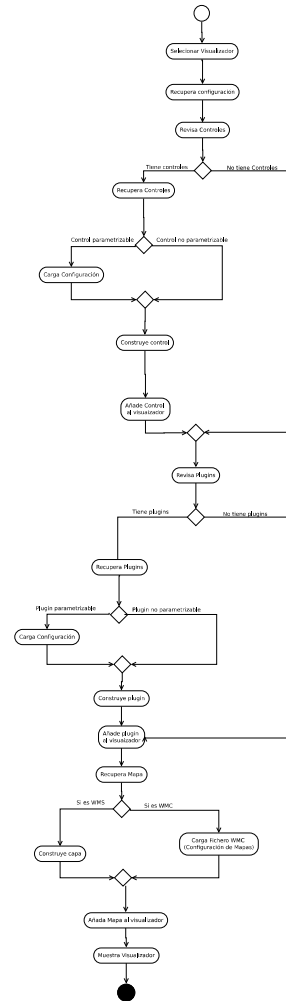 Selecionar Visualizador
Recupera configuración
Revisa Controles
Tiene controles
No tiene Controles
Recupera Controles
Control parametrizable
Control no parametrizable
Carga Configuración
Construye control
Añade Control
al visualizador
Revisa Plugins
Tiene plugins
No tiene plugins
Recupera Plugins
Plugin parametrizable
Plugin no parametrizable
Carga Configuración
Construye plugin
Añade plugin
al visualizador
Recupera Mapa
Si es WMS
Si es WMC
Construye capa
Carga Fichero WMC
(Configuración de Mapas)
Añada Mapa al visualizador
Muestra Visualizador